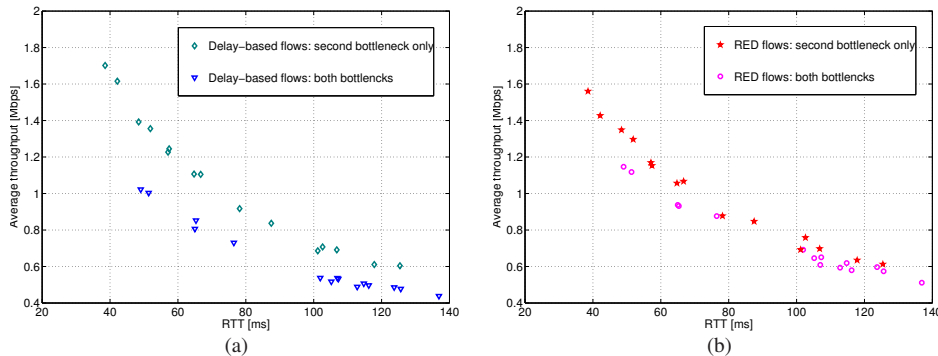 2
1.8
1.6
1.4
1.2
1
0.8
0.6
0.4
20 40 60 80 100 120 140
Average throughput [Mbps]
RTT [ms]
Delay−based flows: second bottleneck only
Delay−based flows: both bottlencks
(a)
2
1.8
1.6
1.4
1.2
1
0.8
0.6
0.4
20 40 60 80 100 120 140
Average throughput [Mbps]
RTT [ms]
RED flows: second bottleneck only
RED flows: both bottlencks
(b)